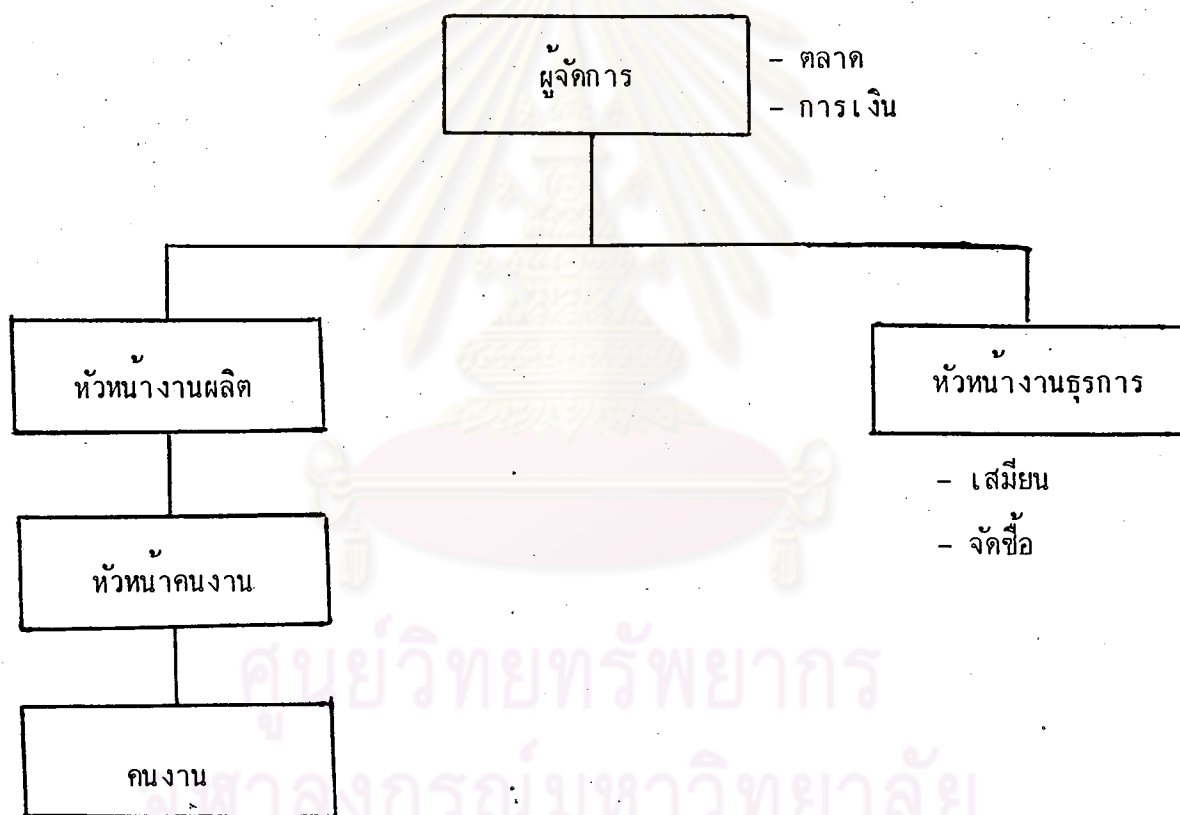 ผู้จัดการ
- ตลาด
- การเงิน
หัวหน้างานผลิต
หัวหน้างานธุรการ
- เสมียน
- จัดซื้อ
หัวหน้าคนงาน
คนงาน
ศูนย์วิทยทรัพยากร
จุฬาลงกรณ์มหาวิทยาลัย